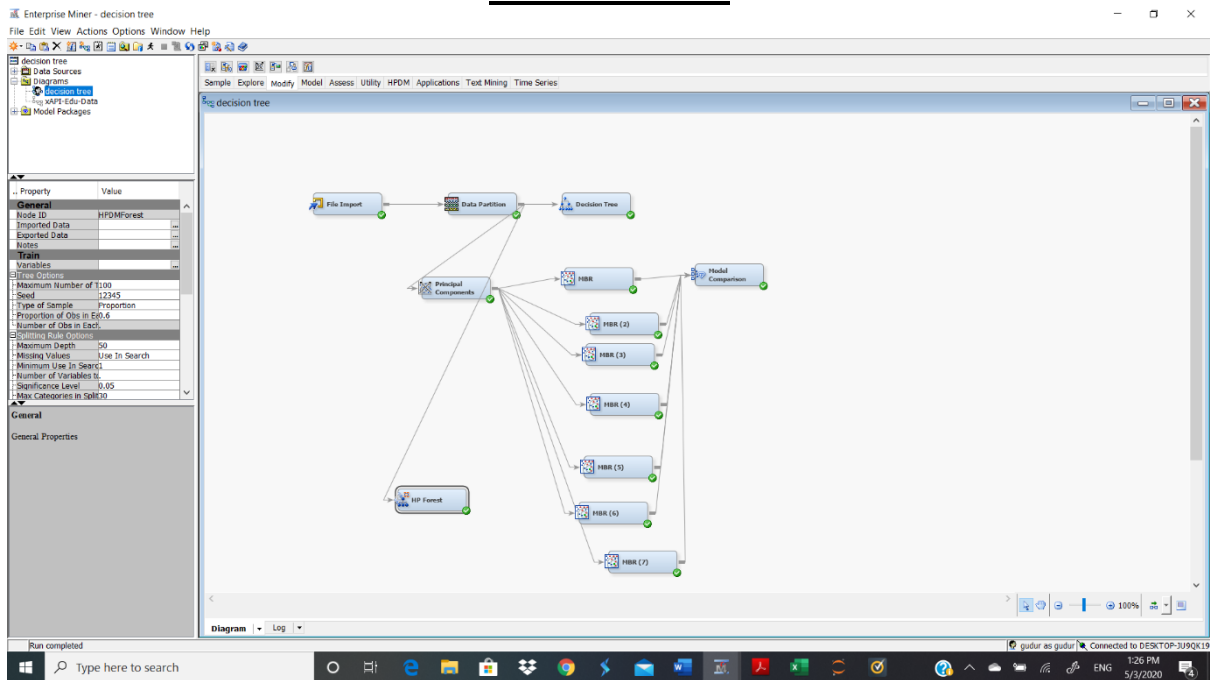 Enterprise Miner - decision tree
File Edit View Actions Options Window Help
decision tree
Data Sources
Diagrams
decision tree
xAPI-Edu-Data
Model Packages
Sample Explore Modify Model Assess Utility HPDM Applications Text Mining Time Series
decision tree
.. Property Value
General
Node ID HPDMForest
Imported Data ...
Exported Data ...
Notes ...
Train
Variables ...
Tree Options
Maximum Number of T 100
Seed 12345
Type of Sample Proportion
Proportion of Obs in Ea 0.6
Number of Obs in Each .
Splitting Rule Options
Maximum Depth 50
Missing Values Use In Search
Minimum Use In Searc 1
Number of Variables to .
Significance Level 0.05
Max Categories in Split 30
General
General Properties
File Import
Data Partition
Decision Tree
Principal Components
MBR
Model Comparison
MBR (2)
MBR (3)
MBR (4)
MBR (5)
HP Forest
MBR (6)
MBR (7)
100%
Diagram Log
Run completed
gudur as gudur Connected to DESKTOP-JU9QK19
Type here to search
ENG
1:26 PM
5/3/2020
4